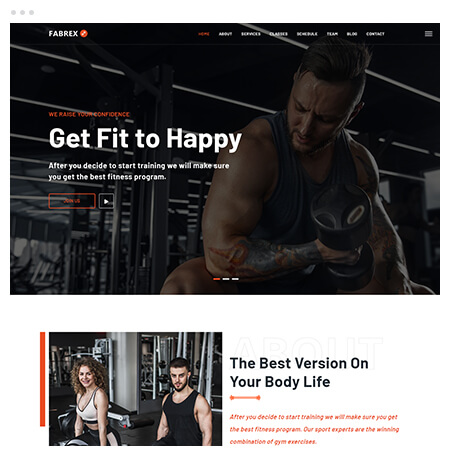 FABREX
HOME ABOUT SERVICES CLASSES SCHEDULE TEAM BLOG CONTACT
WE RAISE YOUR CONFIDENCE
Get Fit to Happy
After you decide to start training we will make sure
you get the best fitness program.
JOIN US
ABOUT
The Best Version On
Your Body Life
After you decide to start training we will make sure you get
the best fitness program. Our sport experts are the winning
combination of gym exercises.